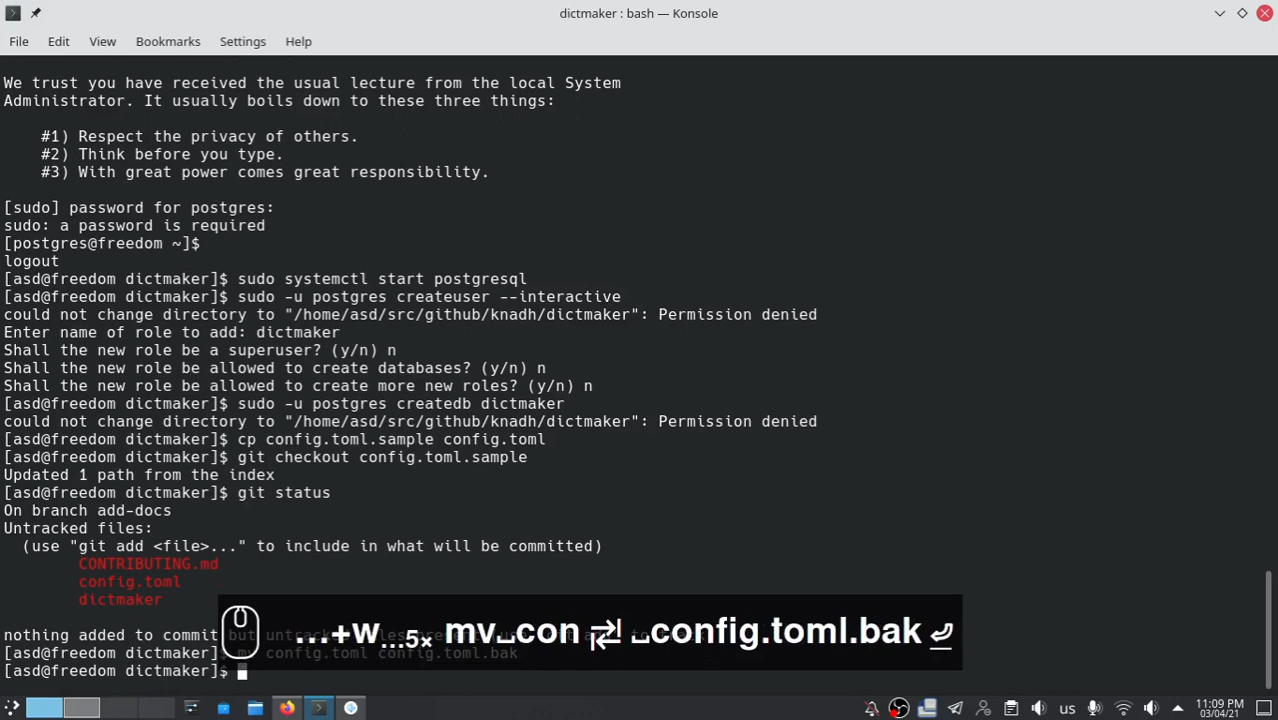 dictmaker : bash — Konsole
File Edit View Bookmarks Settings Help
We trust you have received the usual lecture from the local System
Administrator. It usually boils down to these three things:
#1) Respect the privacy of others.
#2) Think before you type.
#3) With great power comes great responsibility.
[sudo] password for postgres:
sudo: a password is required
[postgres@freedom ~]$
logout
[asd@freedom dictmaker]$ sudo systemctl start postgresql
[asd@freedom dictmaker]$ sudo -u postgres createuser --interactive
could not change directory to "/home/asd/src/github/knadh/dictmaker": Permission denied
Enter name of role to add: dictmaker
Shall the new role be a superuser? (y/n) n
Shall the new role be allowed to create databases? (y/n) n
Shall the new role be allowed to create more new roles? (y/n) n
[asd@freedom dictmaker]$ sudo -u postgres createdb dictmaker
could not change directory to "/home/asd/src/github/knadh/dictmaker": Permission denied
[asd@freedom dictmaker]$ cp config.toml.sample config.toml
[asd@freedom dictmaker]$ git checkout config.toml.sample
Updated 1 path from the index
[asd@freedom dictmaker]$ git status
On branch add-docs
Untracked files:
(use "git add <file>..." to include in what will be committed)
CONTRIBUTING.md
config.toml
dictmaker
nothing added to commit but
…+w…5× mv␣con ⇄ ␣config.toml.bak ⏎
[asd@freedom dictmaker]$ mv config.toml config.toml.bak
[asd@freedom dictmaker]$
us
11:09 PM
03/04/21